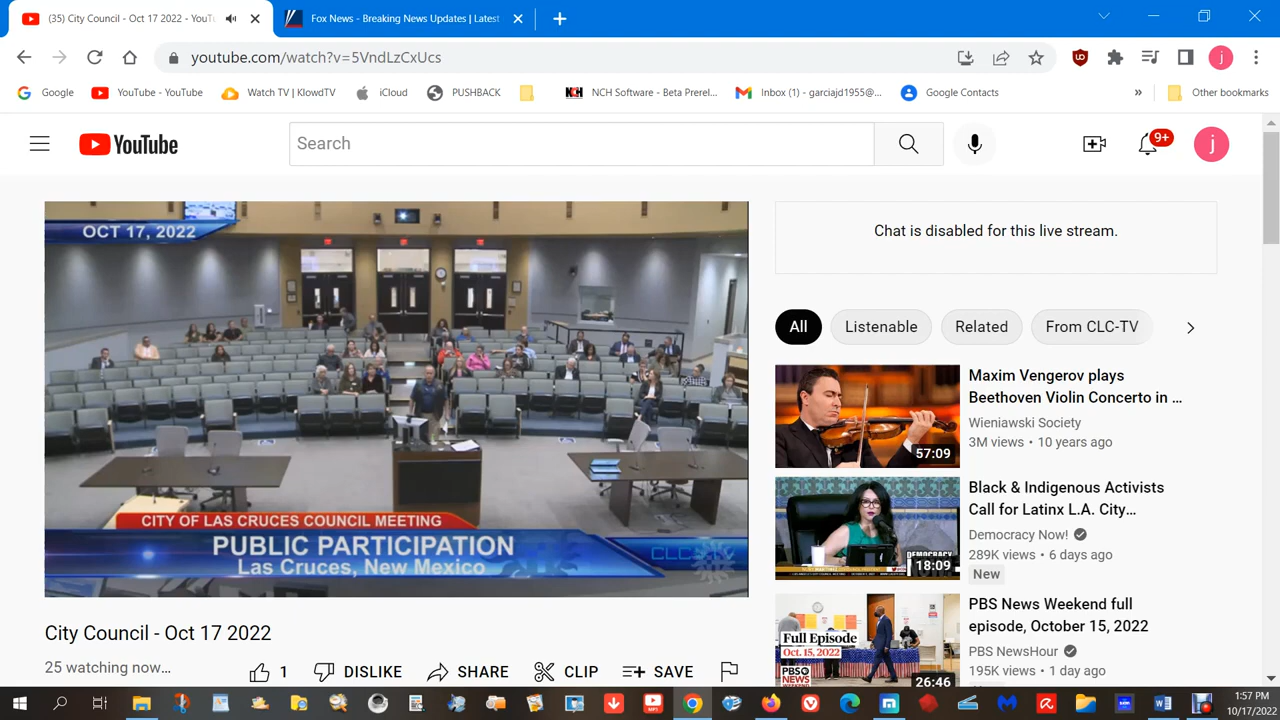 (35) City Council - Oct 17 2022 - YouTu
Fox News - Breaking News Updates | Latest
youtube.com/watch?v=5VndLzCxUcs
j
Google
YouTube - YouTube
Watch TV | KlowdTV
iCloud
PUSHBACK
NCH Software - Beta Prerel...
Inbox (1) - garciajd1955@...
Google Contacts
»
Other bookmarks
YouTube
Search
9+
j
OCT 17, 2022
CITY OF LAS CRUCES COUNCIL MEETING
PUBLIC PARTICIPATION
Las Cruces, New Mexico
City Council - Oct 17 2022
25 watching now...
1
DISLIKE
SHARE
CLIP
SAVE
Chat is disabled for this live stream.
All
Listenable
Related
From CLC-TV
57:09
Maxim Vengerov plays
Beethoven Violin Concerto in ...
Wieniawski Society
3M views • 10 years ago
DEMOCRACY
18:09
Black & Indigenous Activists
Call for Latinx L.A. City...
Democracy Now!
289K views • 6 days ago
New
Full Episode
Oct. 15, 2022
PBS
NEWS
26:46
PBS News Weekend full
episode, October 15, 2022
PBS NewsHour
195K views • 1 day ago
1:57 PM
10/17/2022